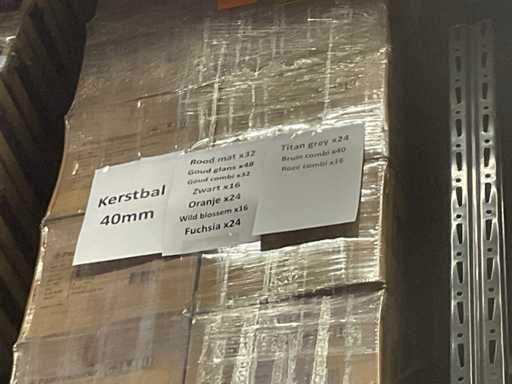 Kerstbal
40mm
Rood mat x32
Goud glans x48
Goud combi x32
Zwart x16
Oranje x24
Wild blossem x16
Fuchsia x24
Titan grey x24
Bruin combi x40
Roze combi x16